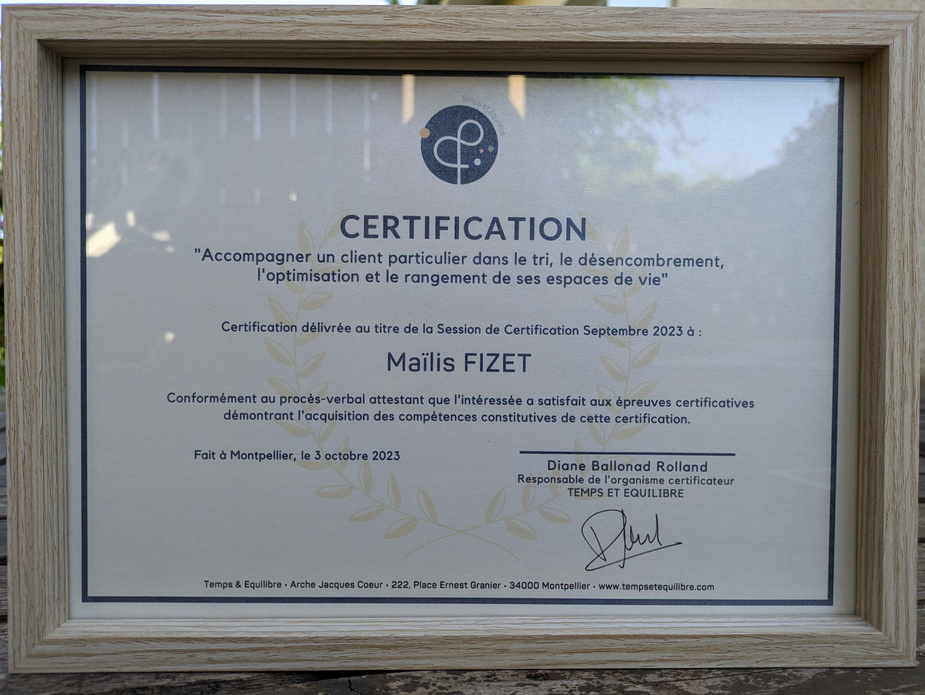 Temps et Équilibre
CERTIFICATION
"Accompagner un client particulier dans le tri, le désencombrement,
l'optimisation et le rangement de ses espaces de vie"
Certification délivrée au titre de la Session de Certification Septembre 2023 à :
Maïlis FIZET
Conformément au procès-verbal attestant que l'intéressée a satisfait aux épreuves certificatives
démontrant l'acquisition des compétences constitutives de cette certification.
Fait à Montpellier, le 3 octobre 2023
Diane Ballonad Rolland
Responsable de l'organisme certificateur
TEMPS ET EQUILIBRE
Temps & Equilibre • Arche Jacques Coeur • 222, Place Ernest Granier • 34000 Montpellier • www.tempsetequilibre.com